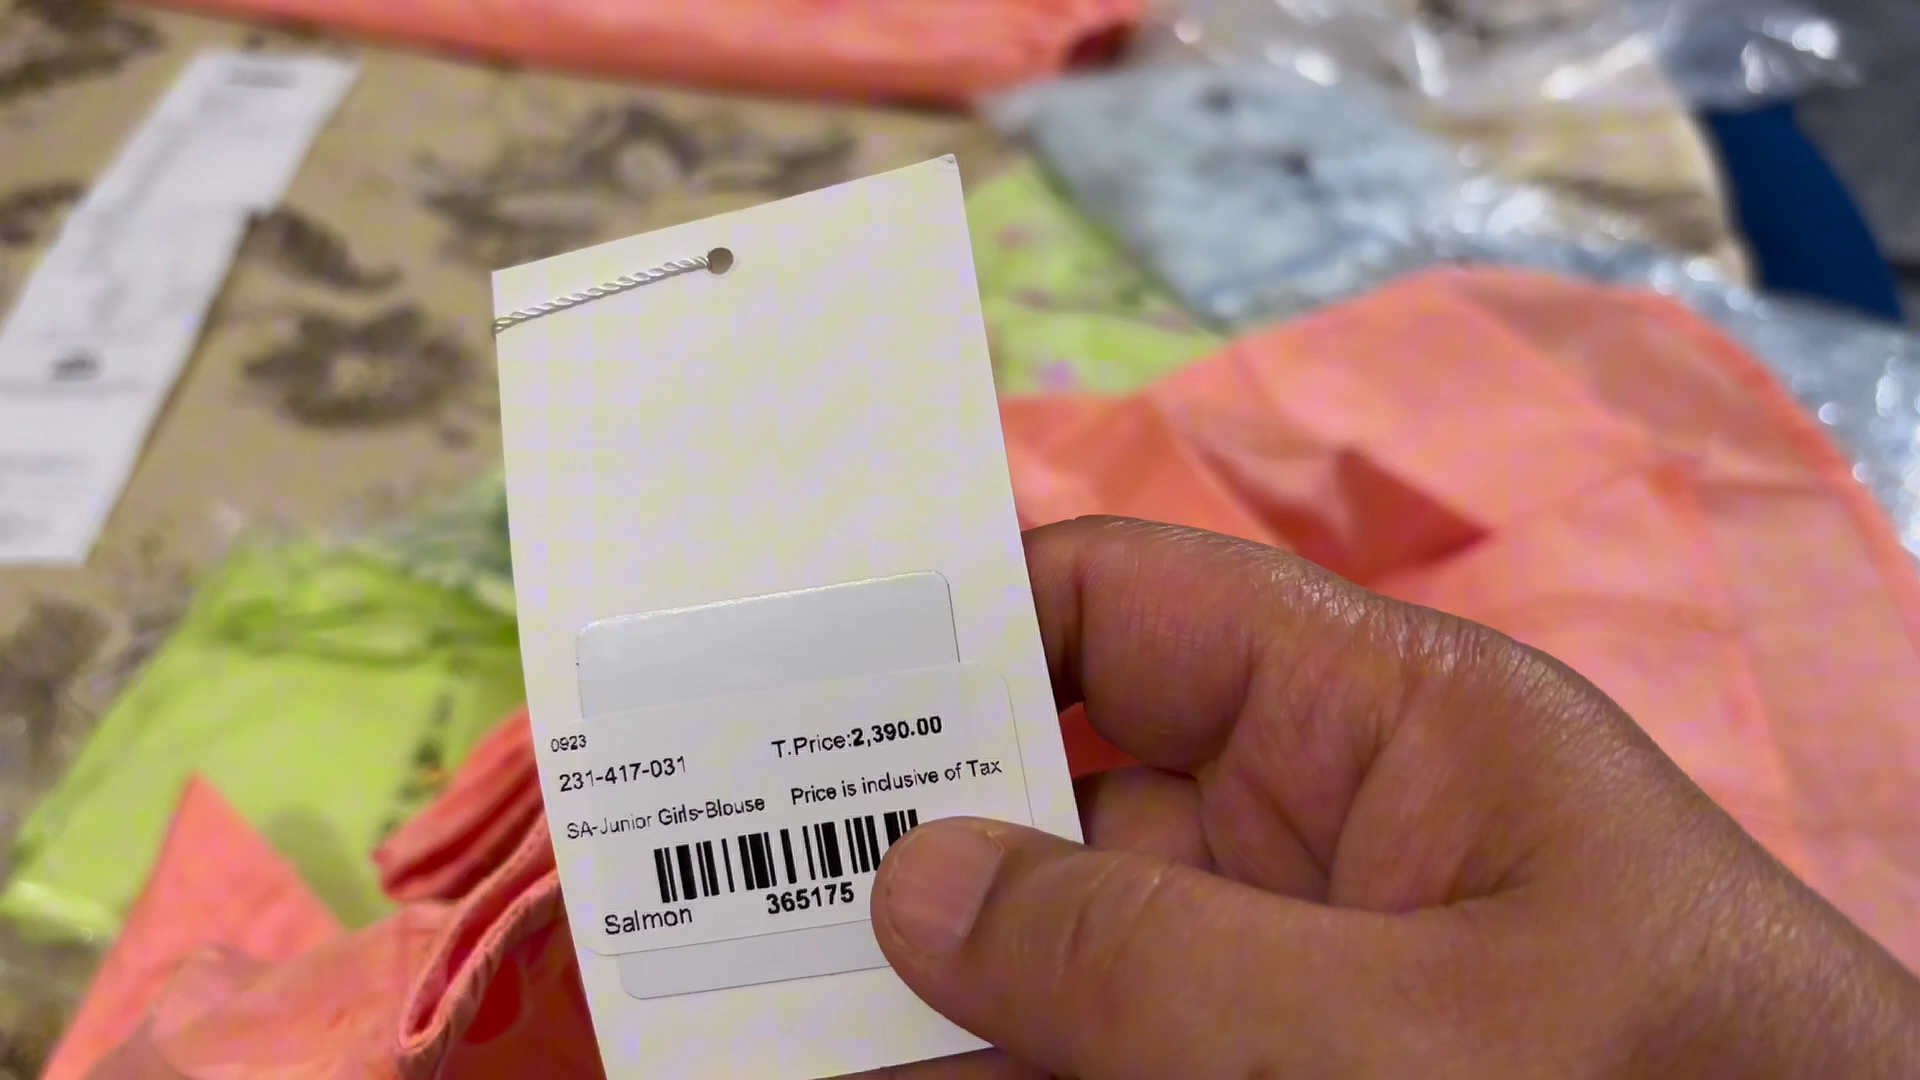 0923
231-417-031 T.Price:2,390.00
SA-Junior Girls-Blouse Price is inclusive of Tax
365175
Salmon